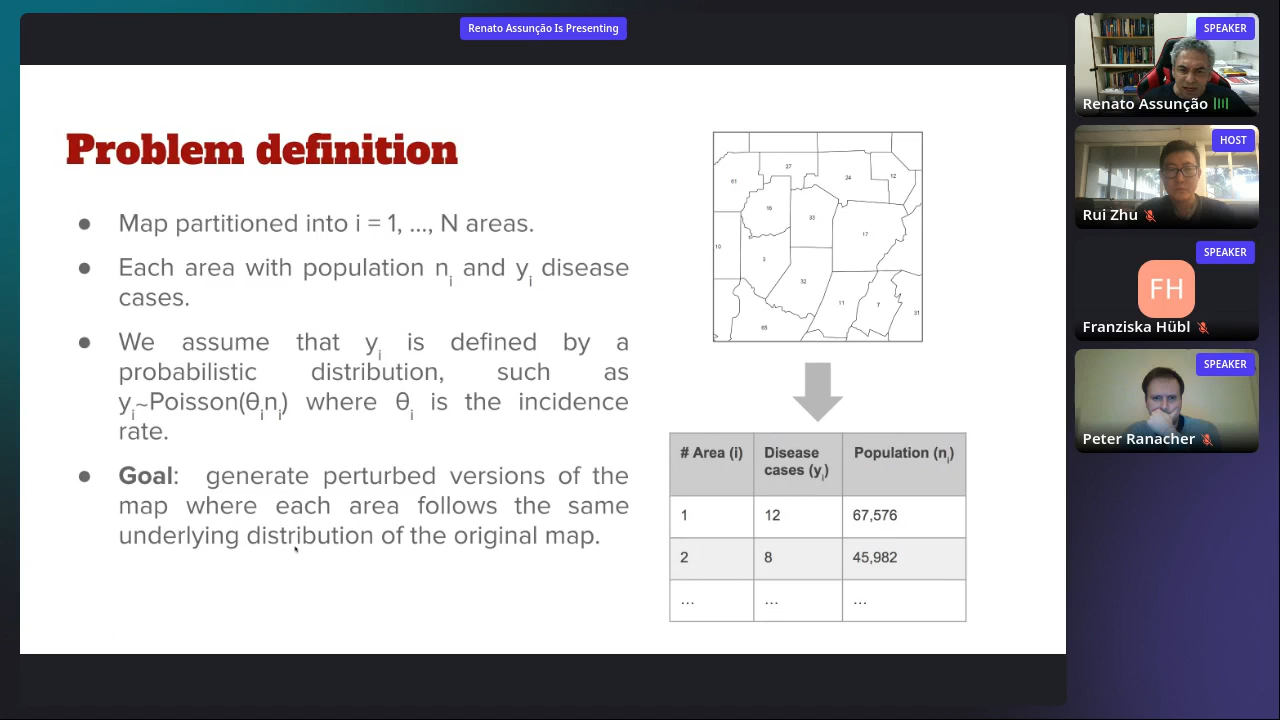 Renato Assunção Is Presenting
Problem definition
● Map partitioned into i = 1, ..., N areas.
● Each area with population nᵢ and yᵢ disease
cases.
● We assume that yᵢ is defined by a
probabilistic distribution, such as
yᵢ~Poisson(θᵢnᵢ) where θᵢ is the incidence
rate.
● Goal: generate perturbed versions of the
map where each area follows the same
underlying distribution of the original map.
27
61
24
12
16
33
17
10
3
32
11
7
31
65
# Area (i) Disease cases (yᵢ) Population (nᵢ)
1 12 67,576
2 8 45,982
... ... ...
SPEAKER
Renato Assunção
HOST
Rui Zhu
SPEAKER
FH
Franziska Hübl
SPEAKER
Peter Ranacher